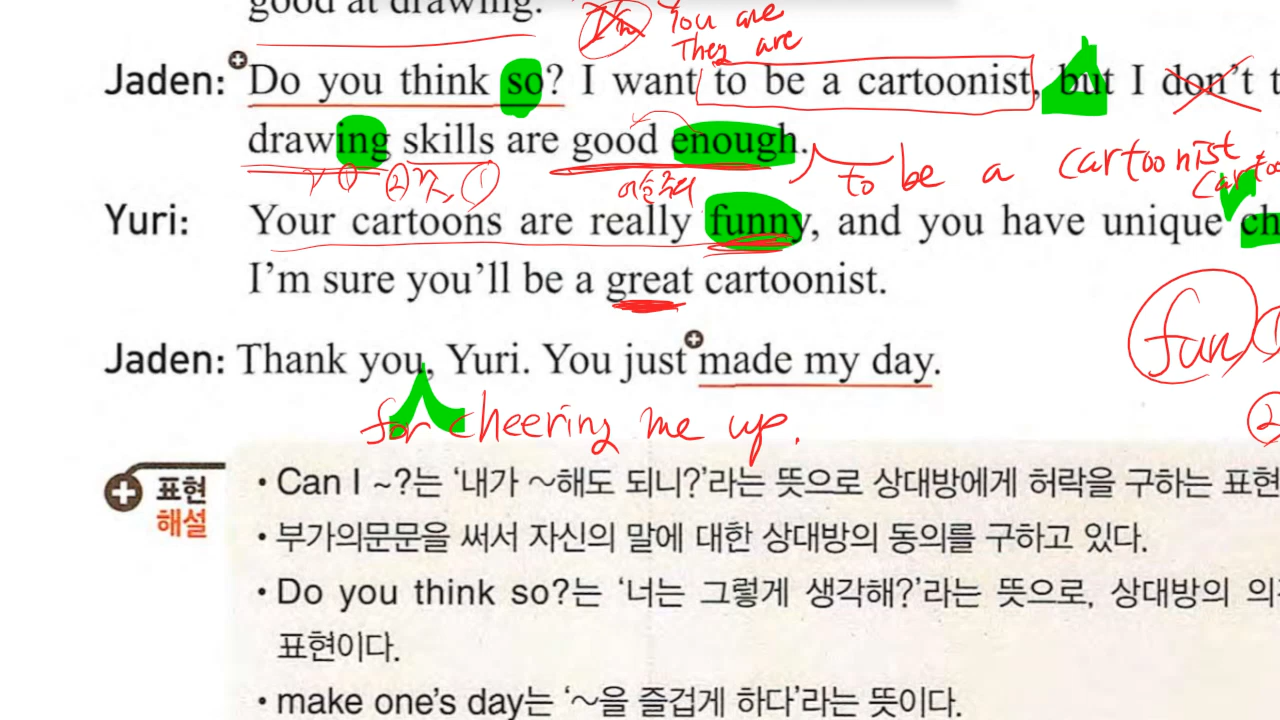 good at drawing.
You are
They are
Jaden: Do you think so? I want to be a cartoonist, but I don't t
drawing skills are good enough.
to be a cartoonist
어순주의
Yuri: Your cartoons are really funny, and you have unique ch
I'm sure you'll be a great cartoonist.
fun ①
Jaden: Thank you, Yuri. You just made my day.
for cheering me up.
②
표현 • Can I ~?는 '내가 ~해도 되니?'라는 뜻으로 상대방에게 허락을 구하는 표현
해설 • 부가의문문을 써서 자신의 말에 대한 상대방의 동의를 구하고 있다.
• Do you think so?는 '너는 그렇게 생각해?'라는 뜻으로, 상대방의 의
표현이다.
• make one's day는 '~을 즐겁게 하다'라는 뜻이다.